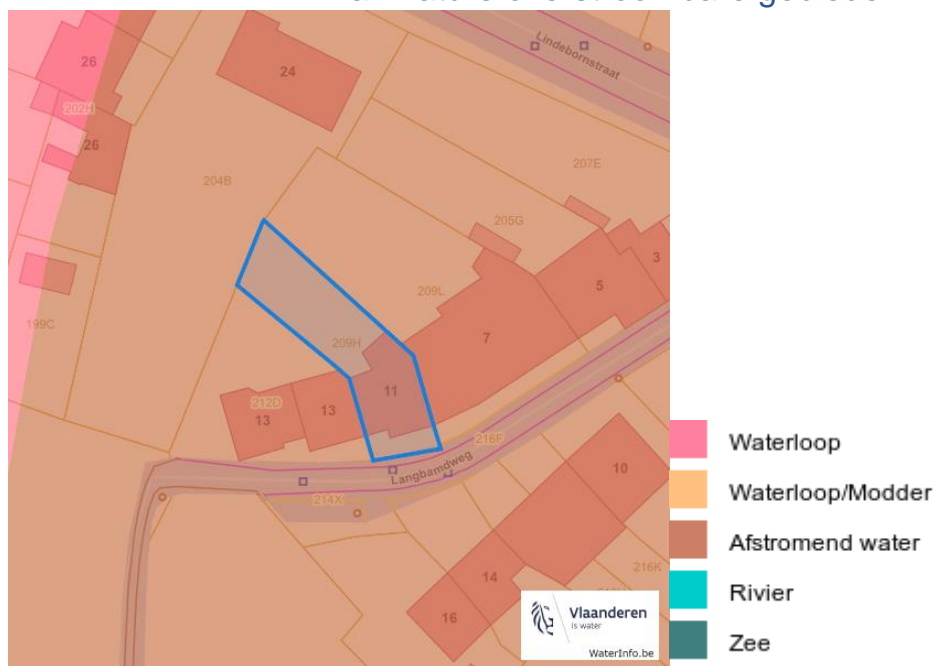 26
24
Lindebornstraat
202H
26
204B
207E
205G
3
5
209L
7
199C
209H
11
212D
13
13
216F
Langbamdweg
10
214X
14
216K
16
Vlaanderen
is water
WaterInfo.be
Waterloop
Waterloop/Modder
Afstromend water
Rivier
Zee